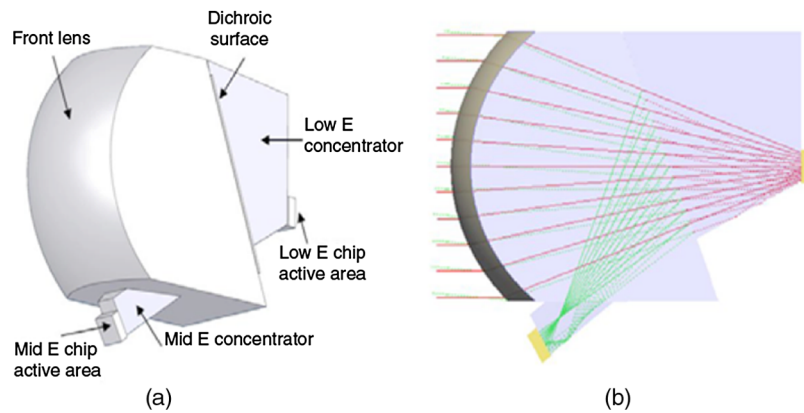 Front lens
Dichroic
surface
Low E
concentrator
Low E chip
active area
Mid E concentrator
Mid E chip
active area
(a)
(b)